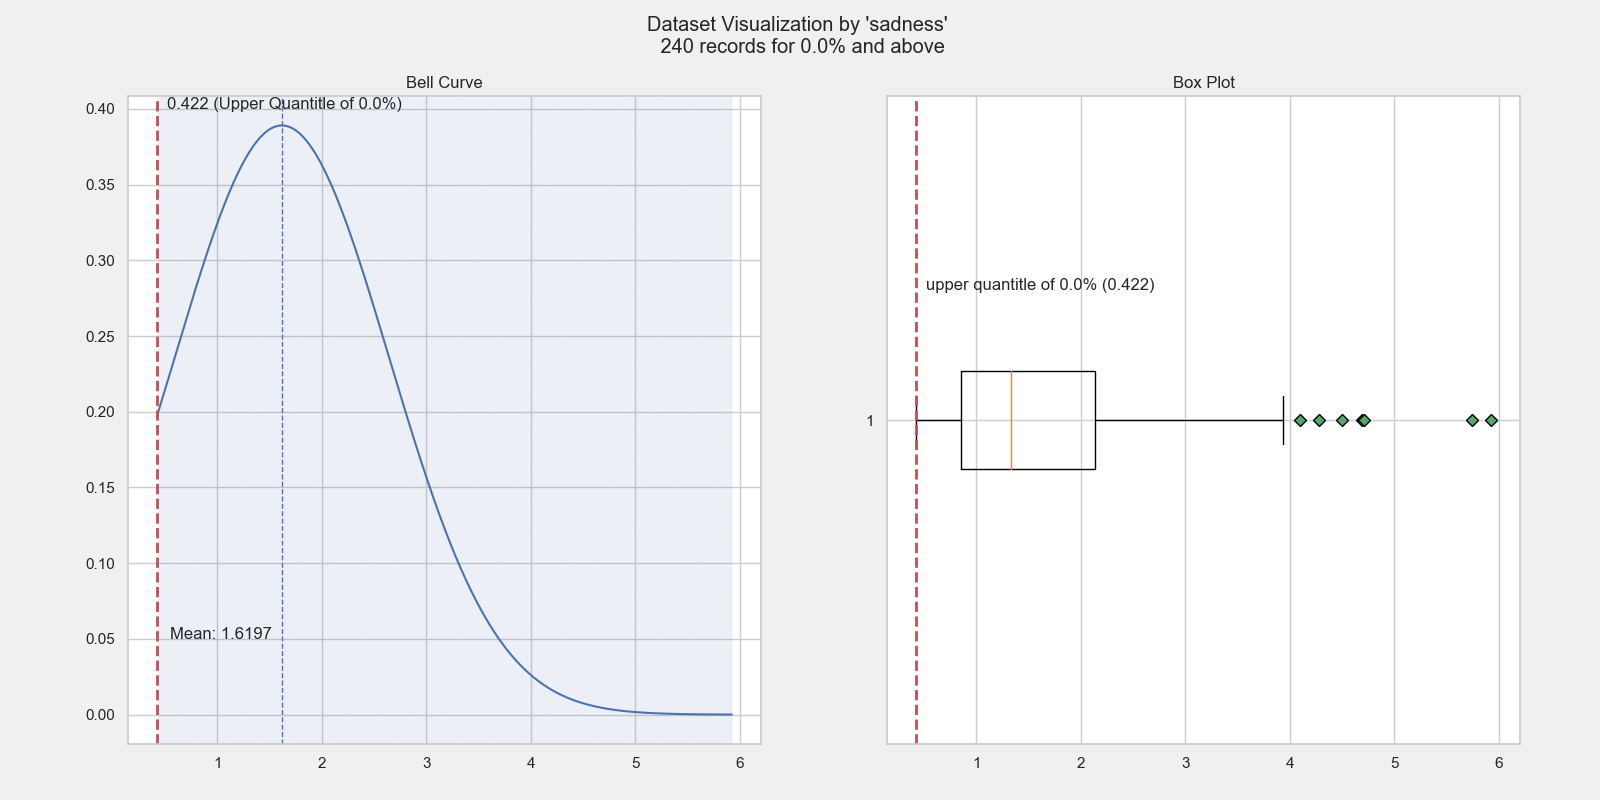 Dataset Visualization by 'sadness'
240 records for 0.0% and above
Bell Curve
0.422 (Upper Quantitle of 0.0%)
Mean: 1.6197
0.40
0.35
0.30
0.25
0.20
0.15
0.10
0.05
0.00
1 2 3 4 5 6
Box Plot
upper quantitle of 0.0% (0.422)
1
1 2 3 4 5 6